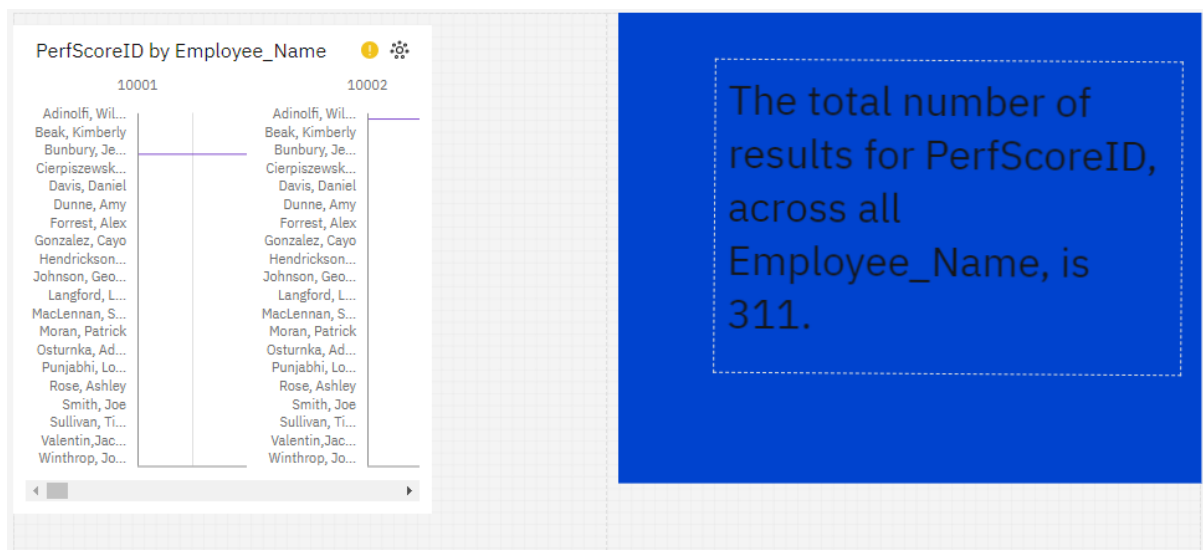 PerfScoreID by Employee_Name
10001
10002
Adinolfi, Wil...
Beak, Kimberly
Bunbury, Je...
Cierpiszewsk...
Davis, Daniel
Dunne, Amy
Forrest, Alex
Gonzalez, Cayo
Hendrickson...
Johnson, Geo...
Langford, L...
MacLennan, S...
Moran, Patrick
Osturnka, Ad...
Punjabhi, Lo...
Rose, Ashley
Smith, Joe
Sullivan, Ti...
Valentin,Jac...
Winthrop, Jo...
Adinolfi, Wil...
Beak, Kimberly
Bunbury, Je...
Cierpiszewsk...
Davis, Daniel
Dunne, Amy
Forrest, Alex
Gonzalez, Cayo
Hendrickson...
Johnson, Geo...
Langford, L...
MacLennan, S...
Moran, Patrick
Osturnka, Ad...
Punjabhi, Lo...
Rose, Ashley
Smith, Joe
Sullivan, Ti...
Valentin,Jac...
Winthrop, Jo...
The total number of
results for PerfScoreID,
across all
Employee_Name, is
311.